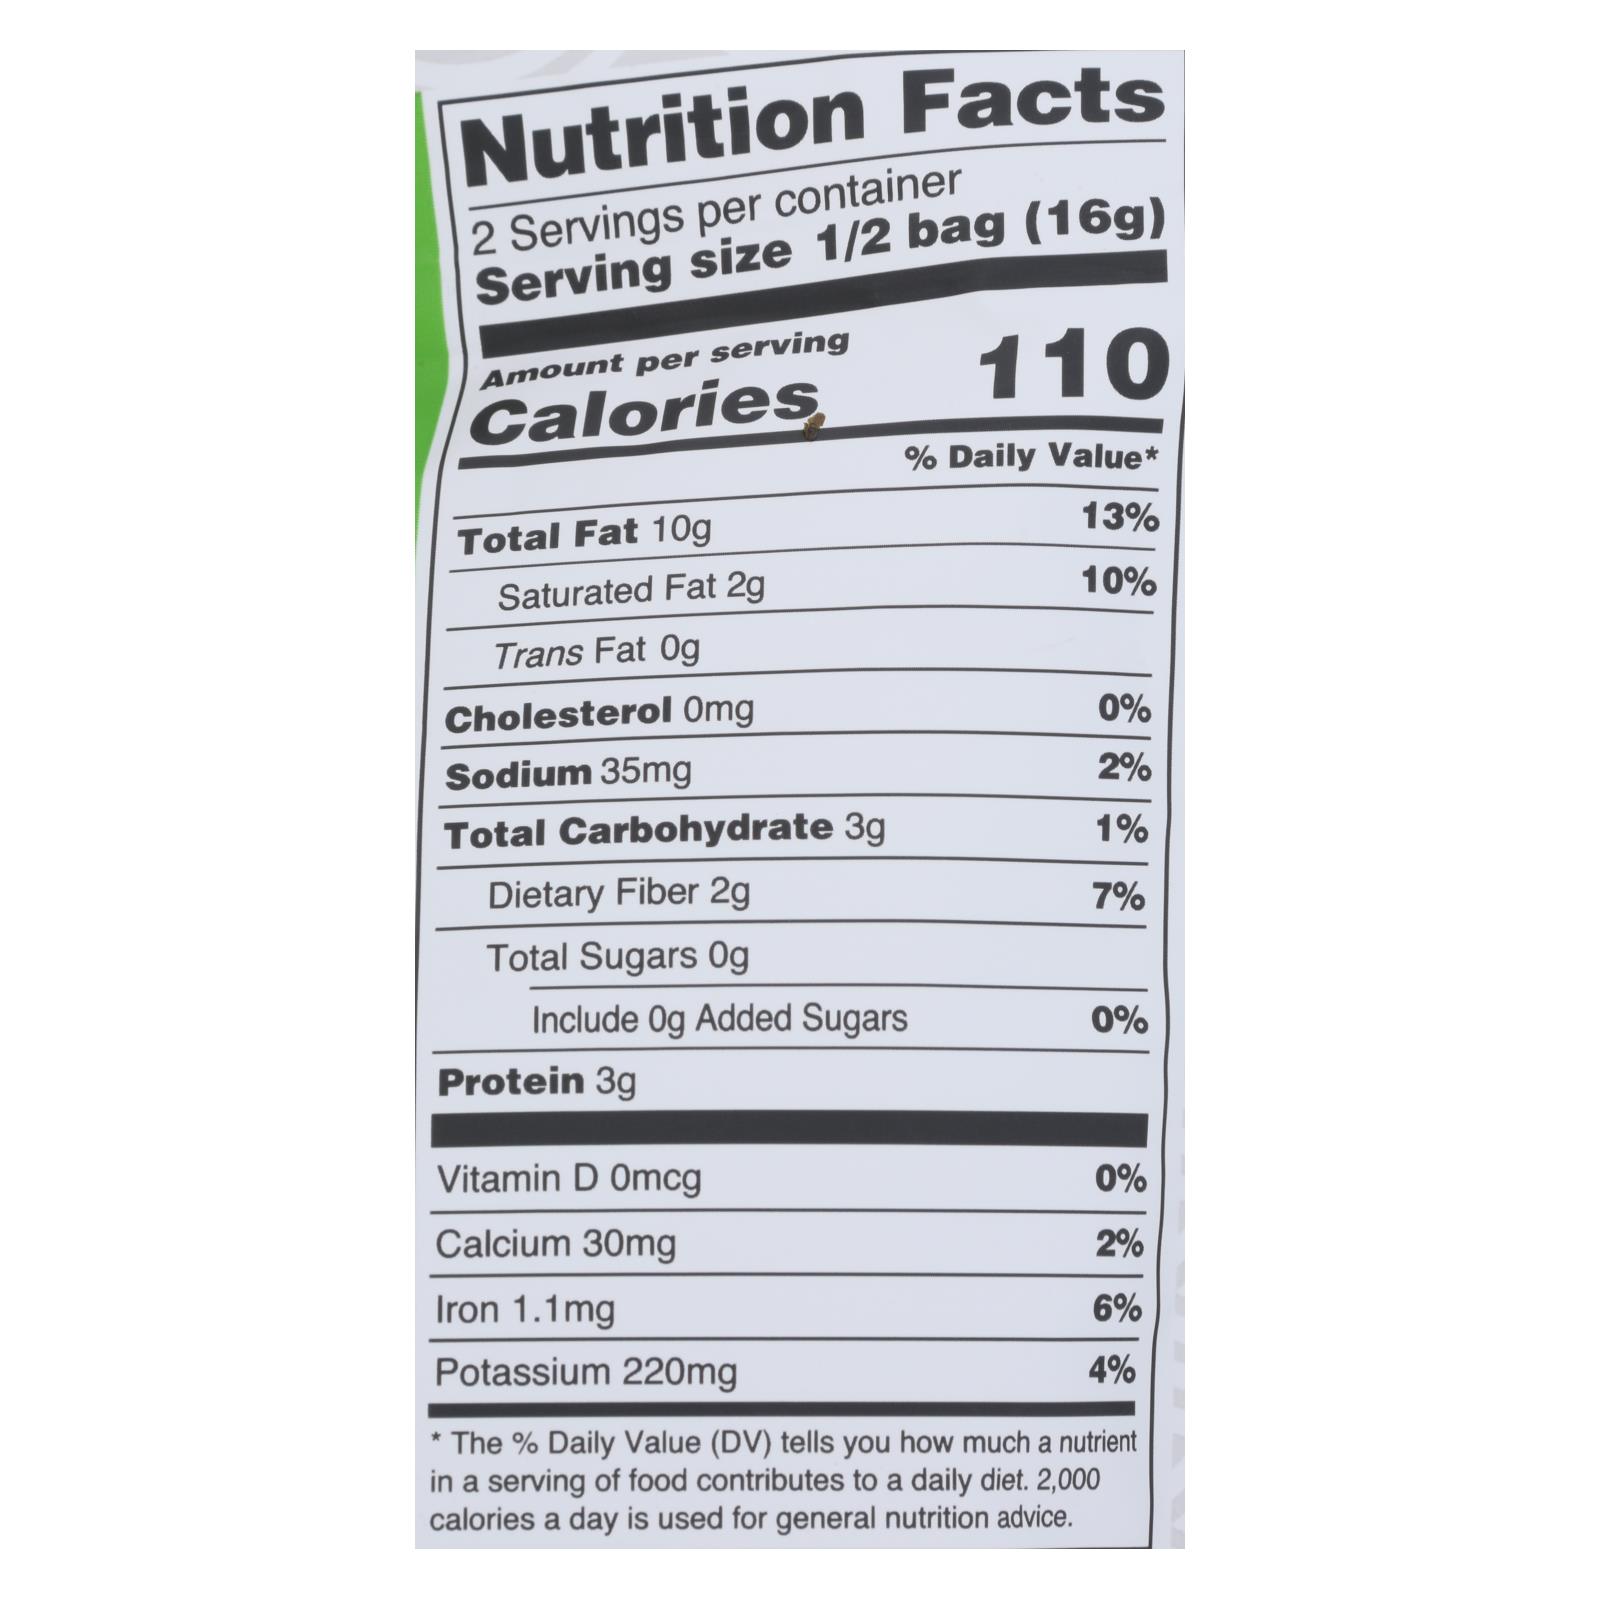 Nutrition Facts
2 Servings per container
Serving size 1/2 bag (16g)
Amount per serving
Calories 110
% Daily Value*
Total Fat 10g 13%
Saturated Fat 2g 10%
Trans Fat 0g
Cholesterol 0mg 0%
Sodium 35mg 2%
Total Carbohydrate 3g 1%
Dietary Fiber 2g 7%
Total Sugars 0g
Include 0g Added Sugars 0%
Protein 3g
Vitamin D 0mcg 0%
Calcium 30mg 2%
Iron 1.1mg 6%
Potassium 220mg 4%
* The % Daily Value (DV) tells you how much a nutrient
in a serving of food contributes to a daily diet. 2,000
calories a day is used for general nutrition advice.